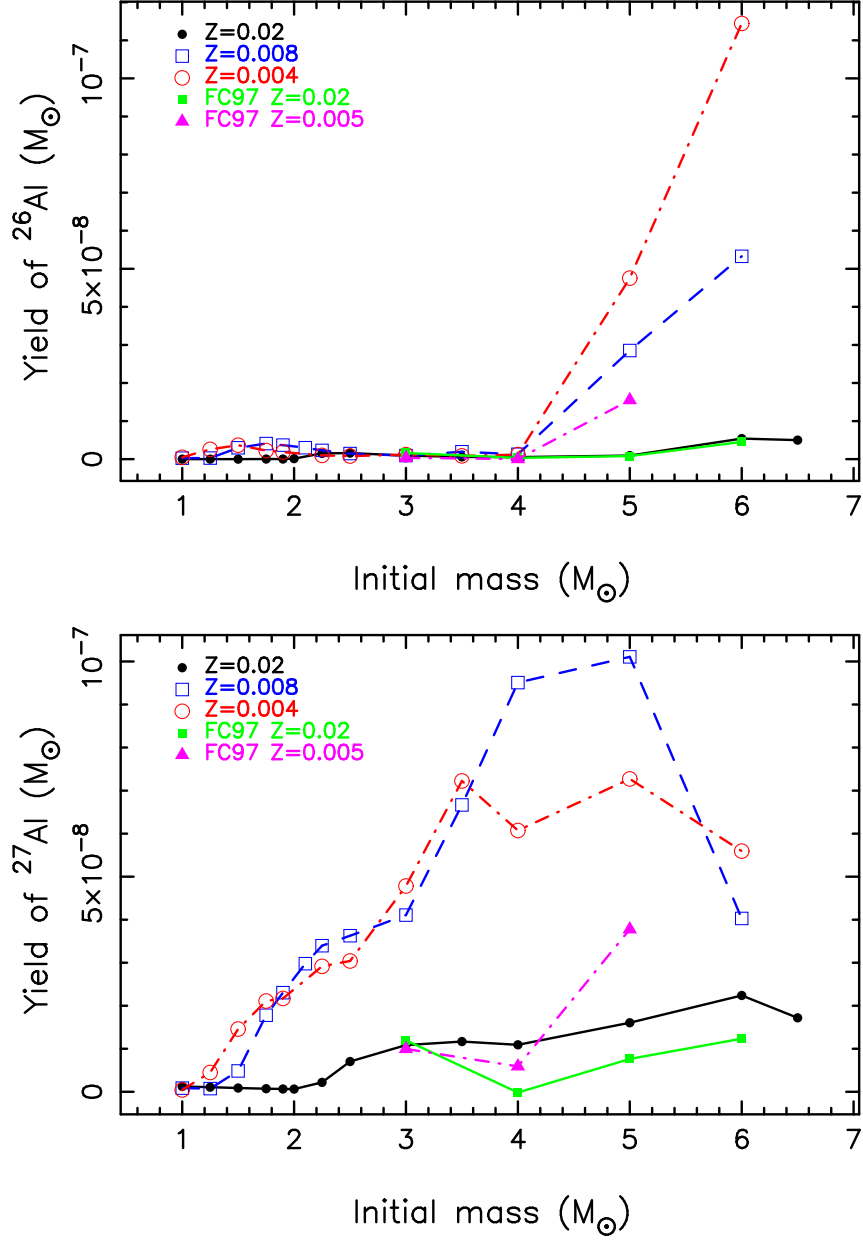 Z=0.02
Z=0.008
Z=0.004
FC97 Z=0.02
FC97 Z=0.005
Yield of ²⁶Al (M⊙)
10⁻⁷
5×10⁻⁸
0
1 2 3 4 5 6 7
Initial mass (M⊙)
Z=0.02
Z=0.008
Z=0.004
FC97 Z=0.02
FC97 Z=0.005
Yield of ²⁷Al (M⊙)
10⁻⁷
5×10⁻⁸
0
1 2 3 4 5 6 7
Initial mass (M⊙)